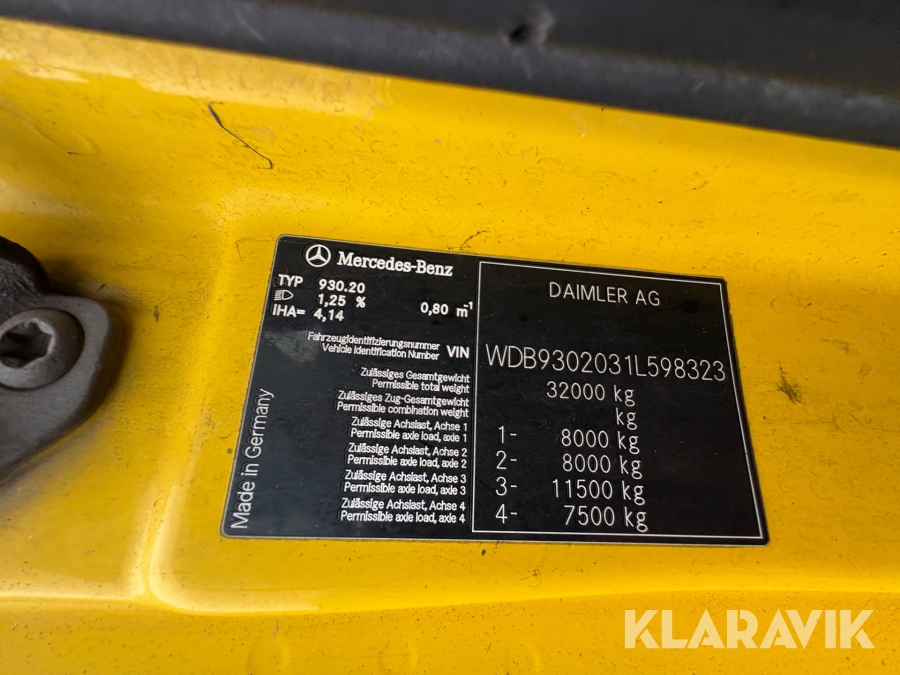 Mercedes-Benz
TYP 930.20
1,25 % 0,80 m⁻¹
IHA= 4,14
Fahrzeugidentifizierungsnummer
Vehicle Identification Number VIN
Zulässiges Gesamtgewicht
Permissible total weight
Zulässiges Zug-Gesamtgewicht
Permissible combination weight
Zulässige Achslast, Achse 1
Permissible axle load, axle 1
Zulässige Achslast, Achse 2
Permissible axle load, axle 2
Zulässige Achslast, Achse 3
Permissible axle load, axle 3
Zulässige Achslast, Achse 4
Permissible axle load, axle 4
Made in Germany
DAIMLER AG
WDB9302031L598323
32000 kg
kg
1- 8000 kg
2- 8000 kg
3- 11500 kg
4- 7500 kg
KLARAVIK